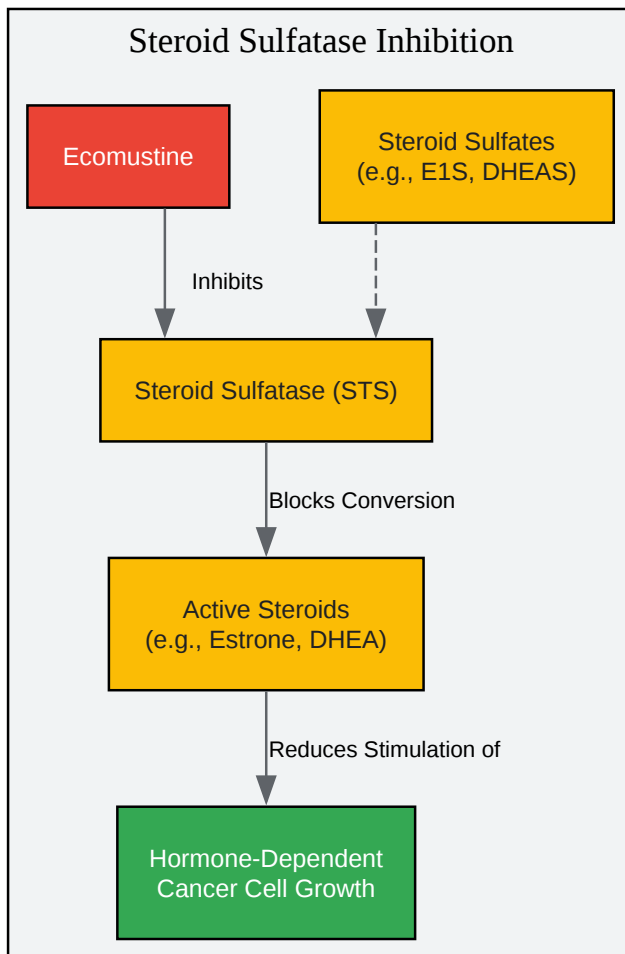 Steroid Sulfatase Inhibition
Ecomustine
Steroid Sulfates
(e.g., E1S, DHEAS)
Inhibits
Steroid Sulfatase (STS)
Blocks Conversion
Active Steroids
(e.g., Estrone, DHEA)
Reduces Stimulation of
Hormone-Dependent
Cancer Cell Growth